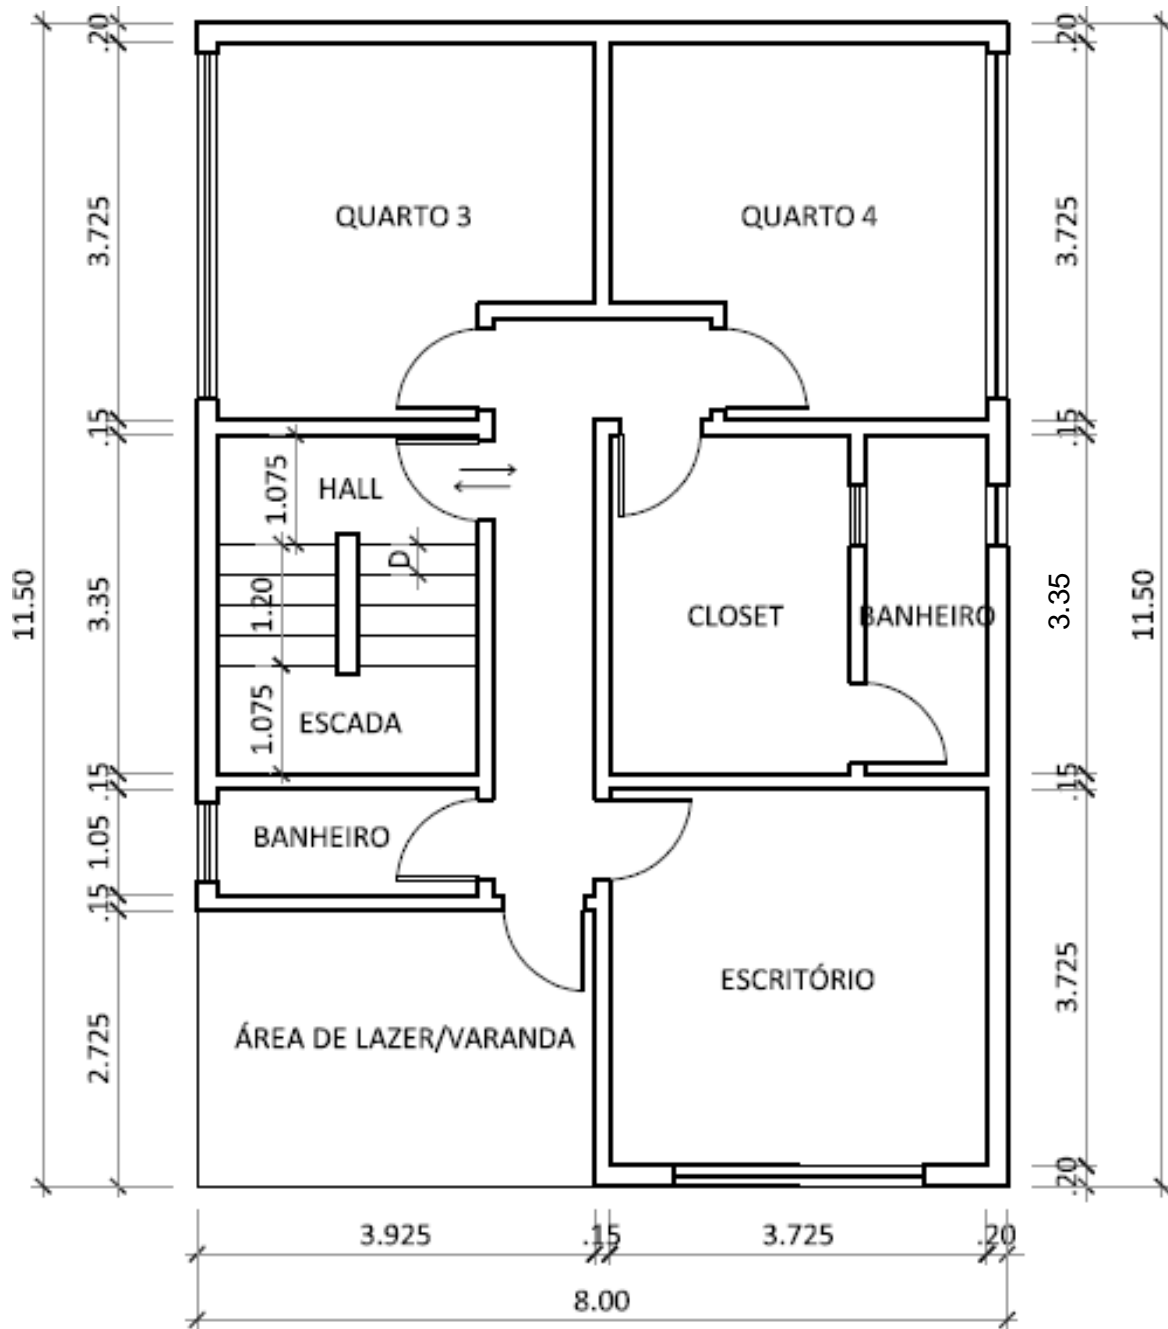 .20
.20
QUARTO 3
QUARTO 4
3.725
3.725
.15
.15
1.075
HALL
D
11.50
3.35
1.20
CLOSET
BANHEIRO
3.35
11.50
1.075
ESCADA
.15
.15
1.05
BANHEIRO
.15
ESCRITÓRIO
3.725
2.725
ÁREA DE LAZER/VARANDA
.20
3.925
.15
3.725
.20
8.00